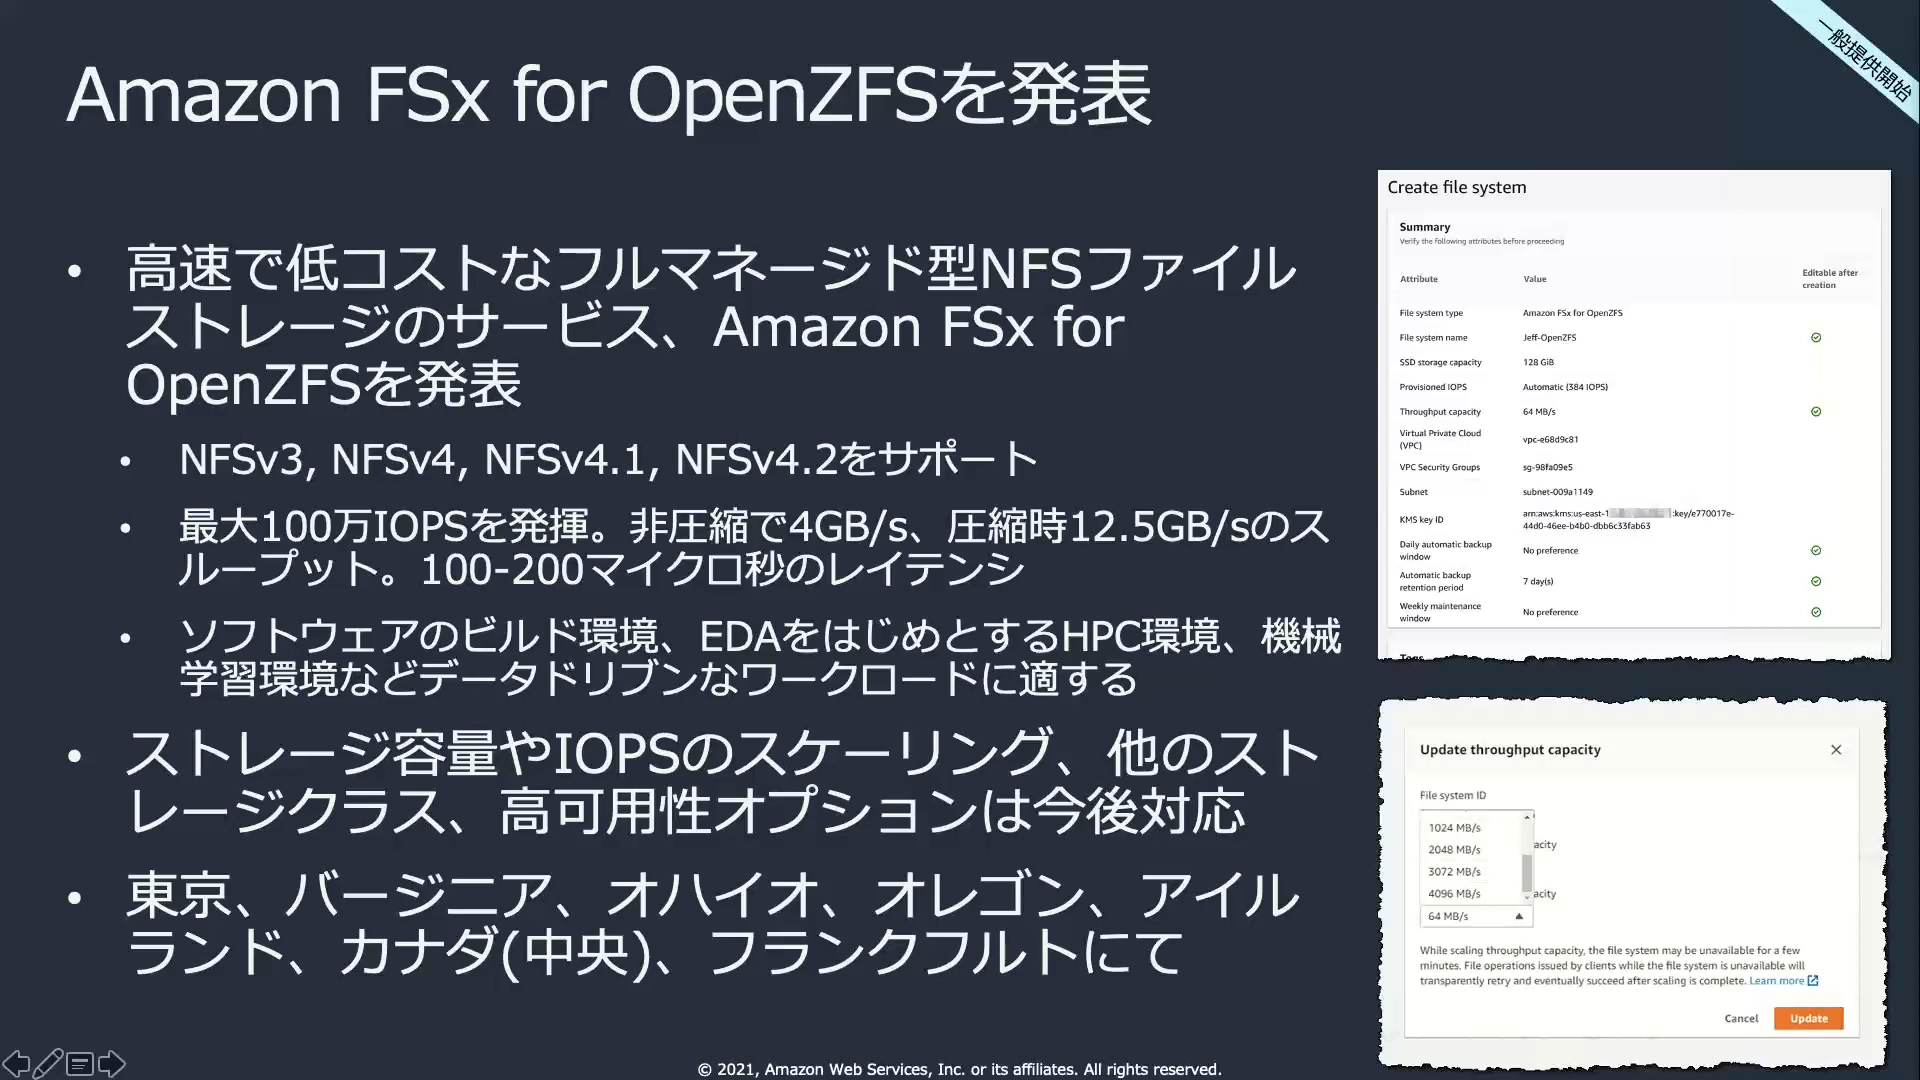 一般提供開始
Amazon FSx for OpenZFSを発表
• 高速で低コストなフルマネージド型NFSファイル
ストレージのサービス、Amazon FSx for
OpenZFSを発表
• NFSv3, NFSv4, NFSv4.1, NFSv4.2をサポート
• 最大100万IOPSを発揮。非圧縮で4GB/s、圧縮時12.5GB/sのス
ループット。100-200マイクロ秒のレイテンシ
• ソフトウェアのビルド環境、EDAをはじめとするHPC環境、機械
学習環境などデータドリブンなワークロードに適する
• ストレージ容量やIOPSのスケーリング、他のスト
レージクラス、高可用性オプションは今後対応
• 東京、バージニア、オハイオ、オレゴン、アイル
ランド、カナダ(中央)、フランクフルトにて
Create file system
Summary
Verify the following attributes before proceeding
Attribute Value Editable after
creation
File system type Amazon FSx for OpenZFS
File system name Jeff-OpenZFS
SSD storage capacity 128 GiB
Provisioned IOPS Automatic (384 IOPS)
Throughput capacity 64 MB/s
Virtual Private Cloud
(VPC) vpc-e68d9c81
VPC Security Groups sg-98fa09e5
Subnet subnet-009a1149
KMS key ID arn:aws:kms:us-east-1 :key/e770017e-
44d0-46ee-b4b0-dbb6c33fab63
Daily automatic backup
window No preference
Automatic backup
retention period 7 day(s)
Weekly maintenance
window No preference
Tags
Update throughput capacity
File system ID
1024 MB/s
acity
2048 MB/s
3072 MB/s
4096 MB/s acity
64 MB/s
While scaling throughput capacity, the file system may be unavailable for a few
minutes. File operations issued by clients while the file system is unavailable will
transparently retry and eventually succeed after scaling is complete. Learn more
Cancel Update
© 2021, Amazon Web Services, Inc. or its affiliates. All rights reserved.